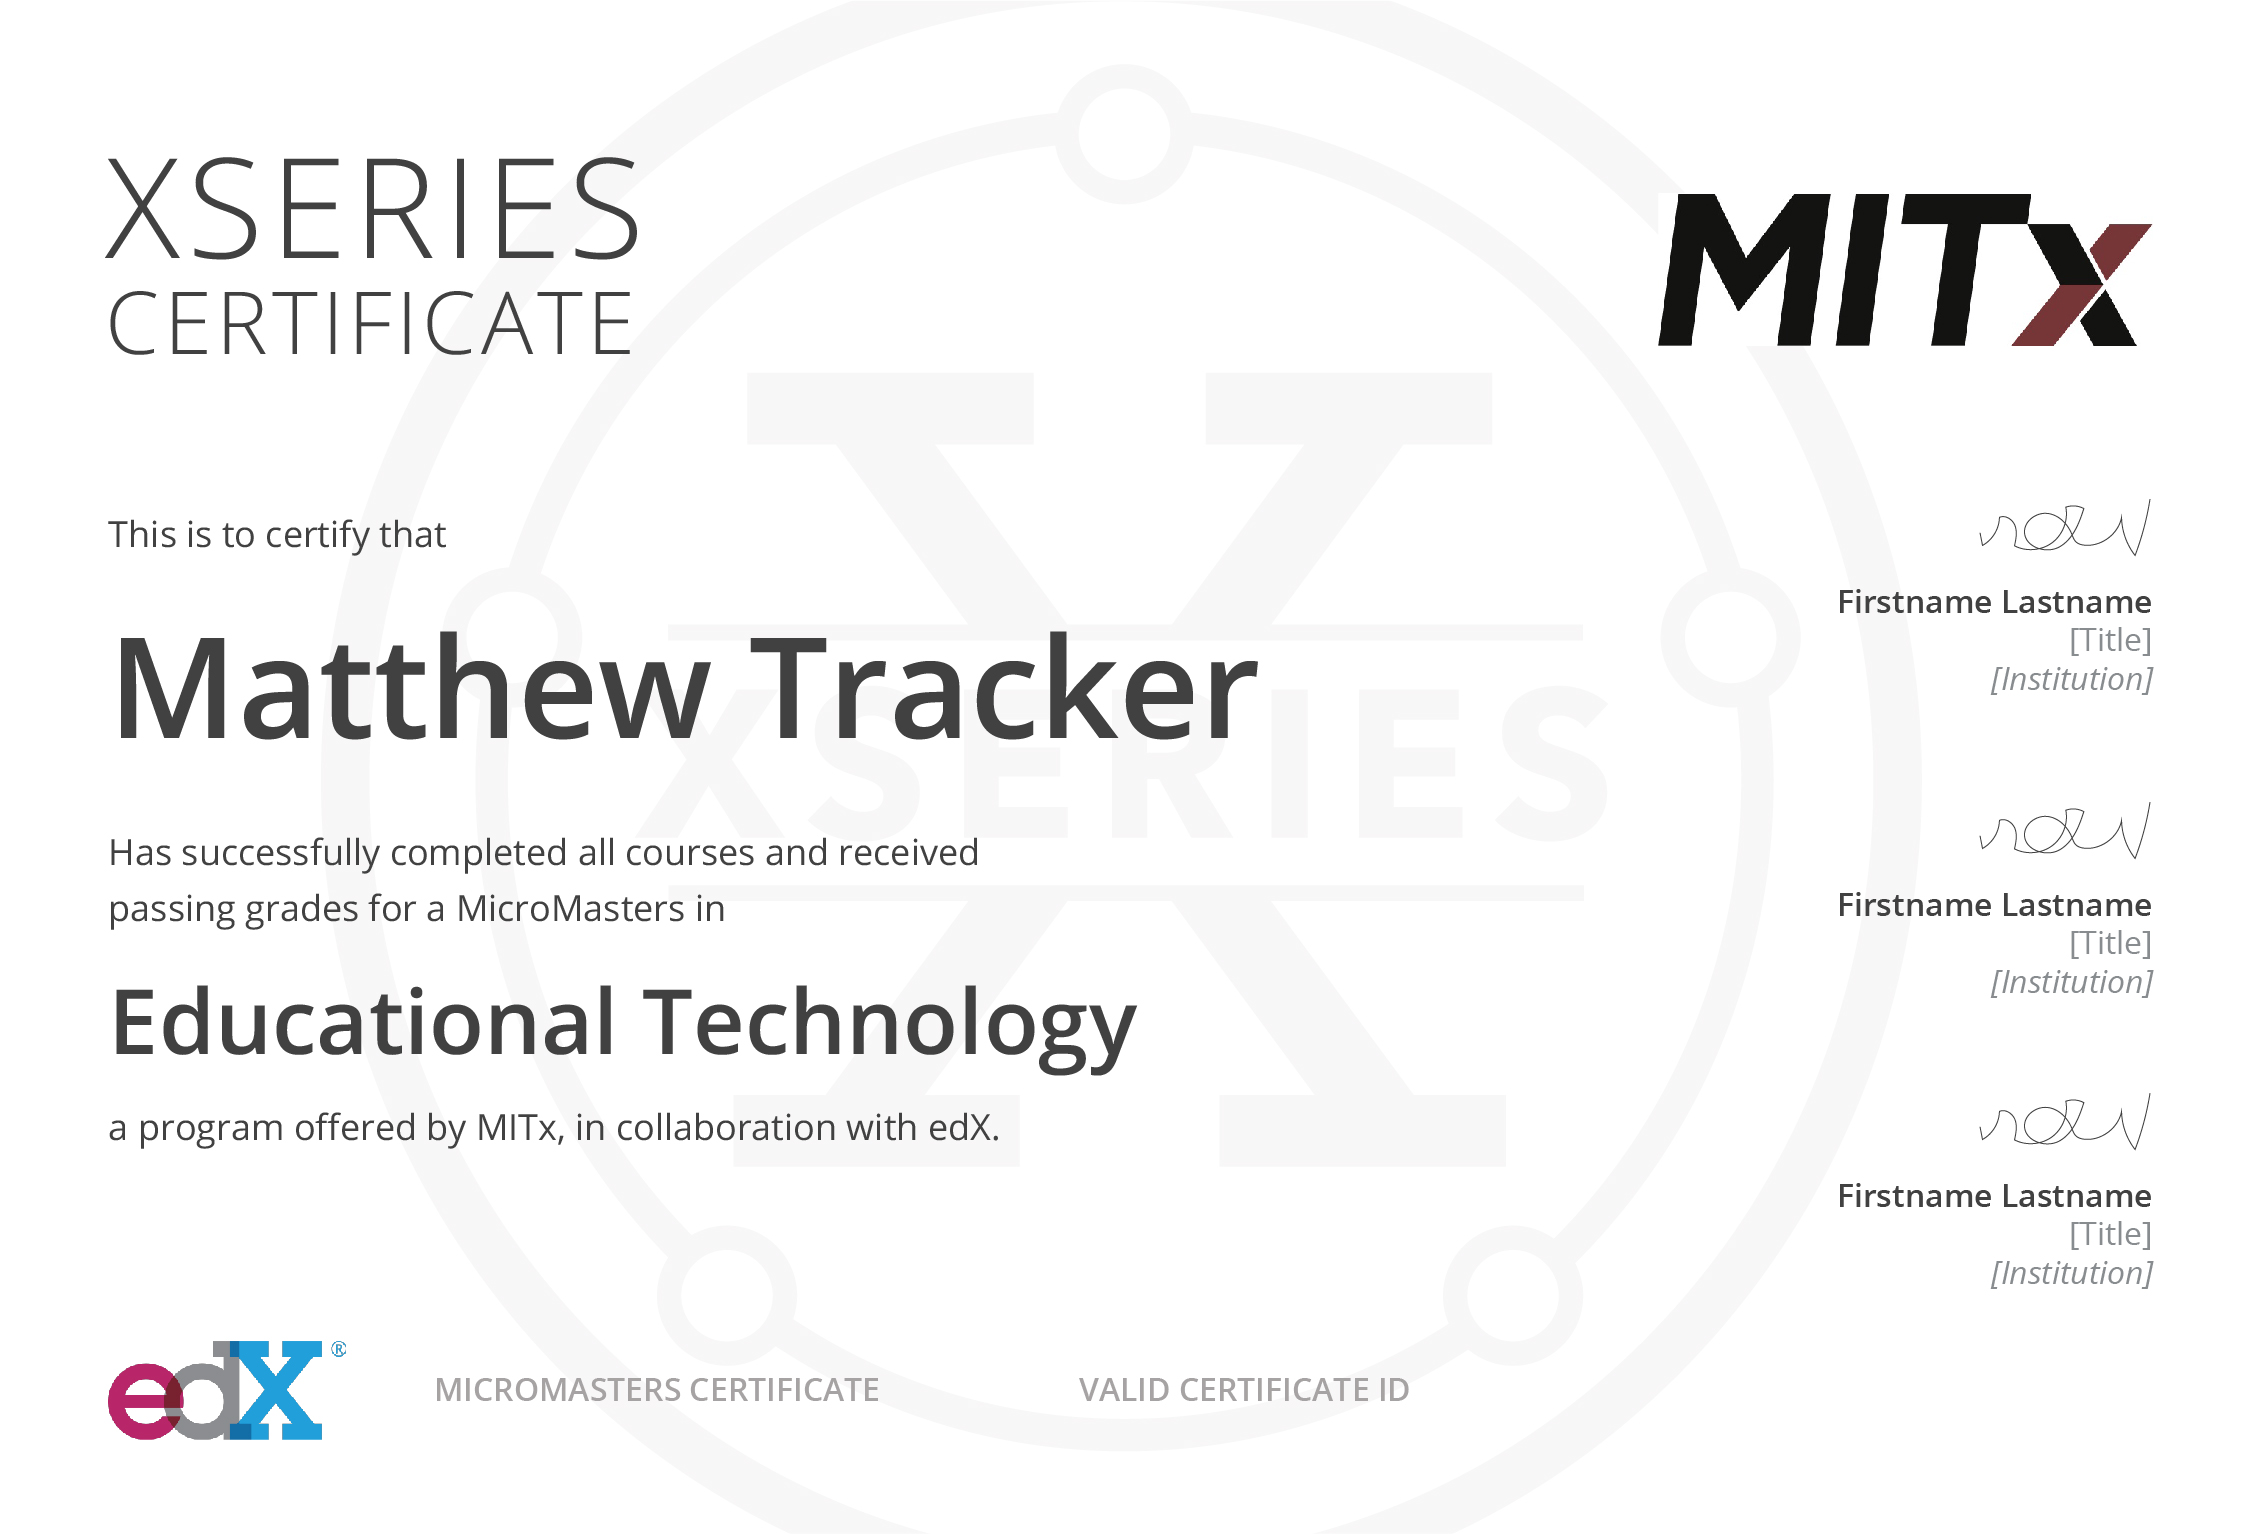 XSERIES
CERTIFICATE
MITx
This is to certify that
Matthew Tracker
Has successfully completed all courses and received
passing grades for a MicroMasters in
Educational Technology
a program offered by MITx, in collaboration with edX.
Firstname Lastname
[Title]
[Institution]
Firstname Lastname
[Title]
[Institution]
Firstname Lastname
[Title]
[Institution]
X
XSERIES
edX®
MICROMASTERS CERTIFICATE
VALID CERTIFICATE ID